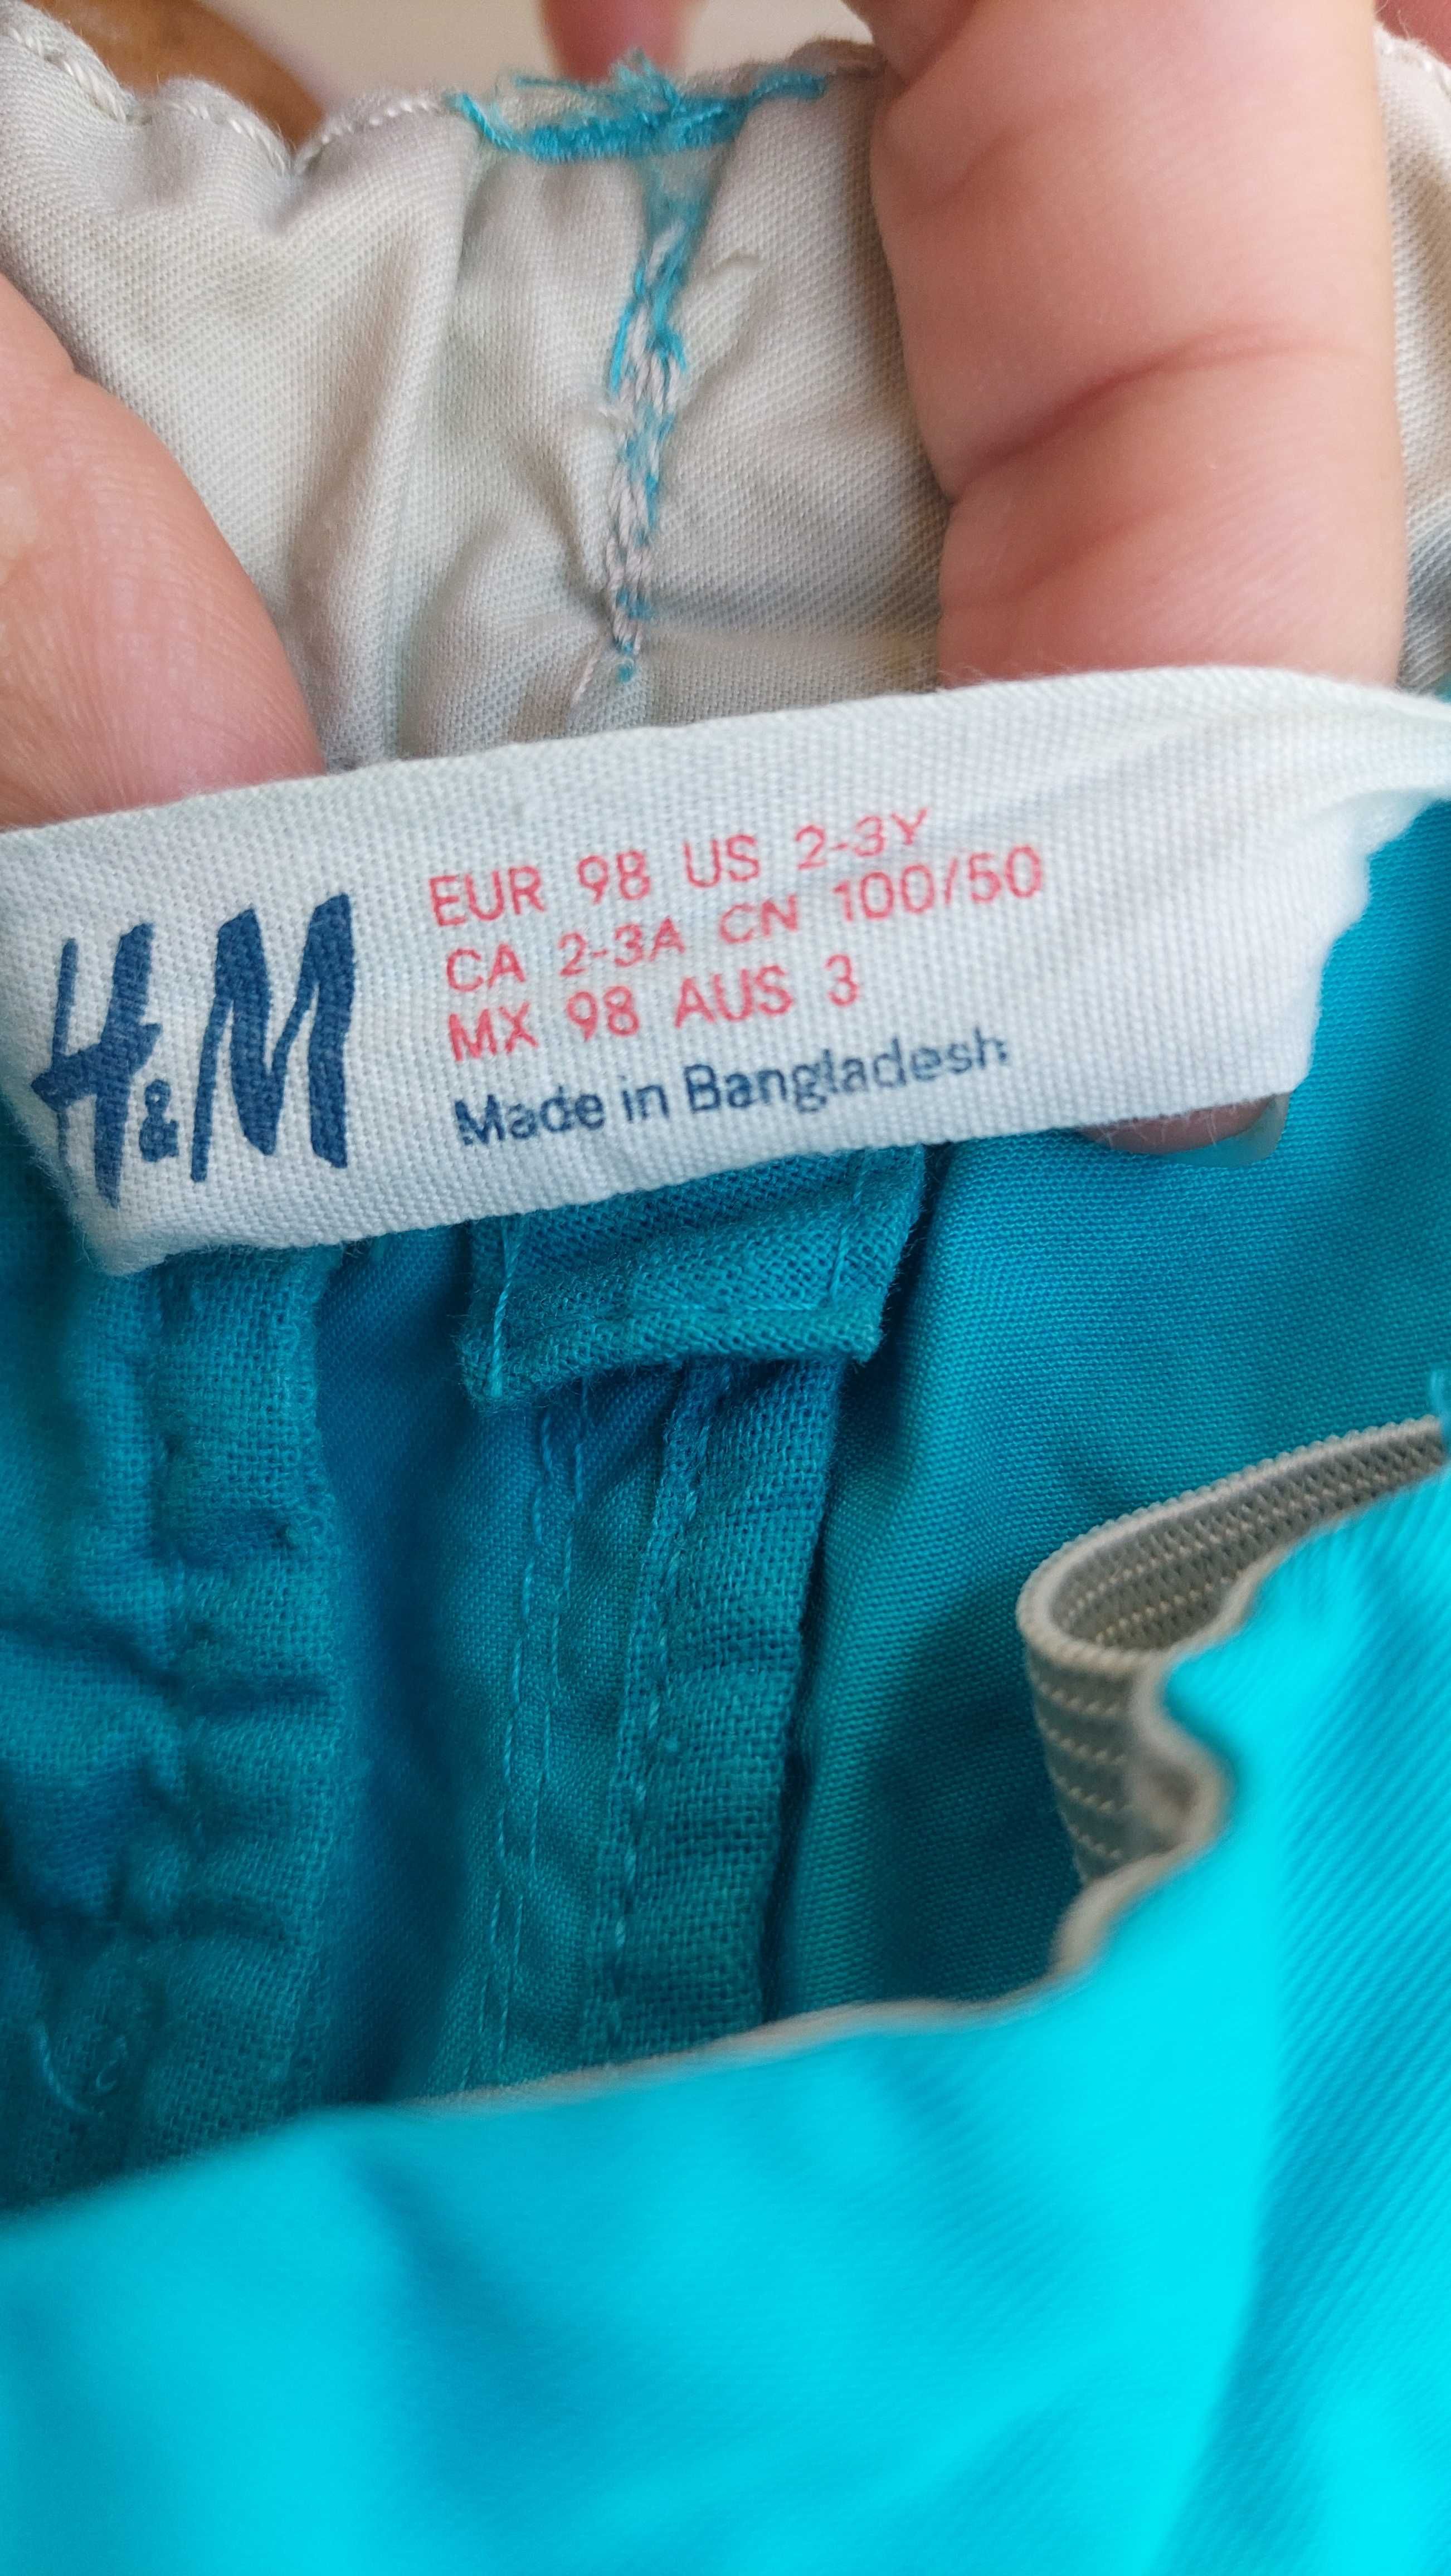 H&M
EUR 98 US 2-3Y
CA 2-3A CN 100/50
MX 98 AUS 3
Made in Bangladesh